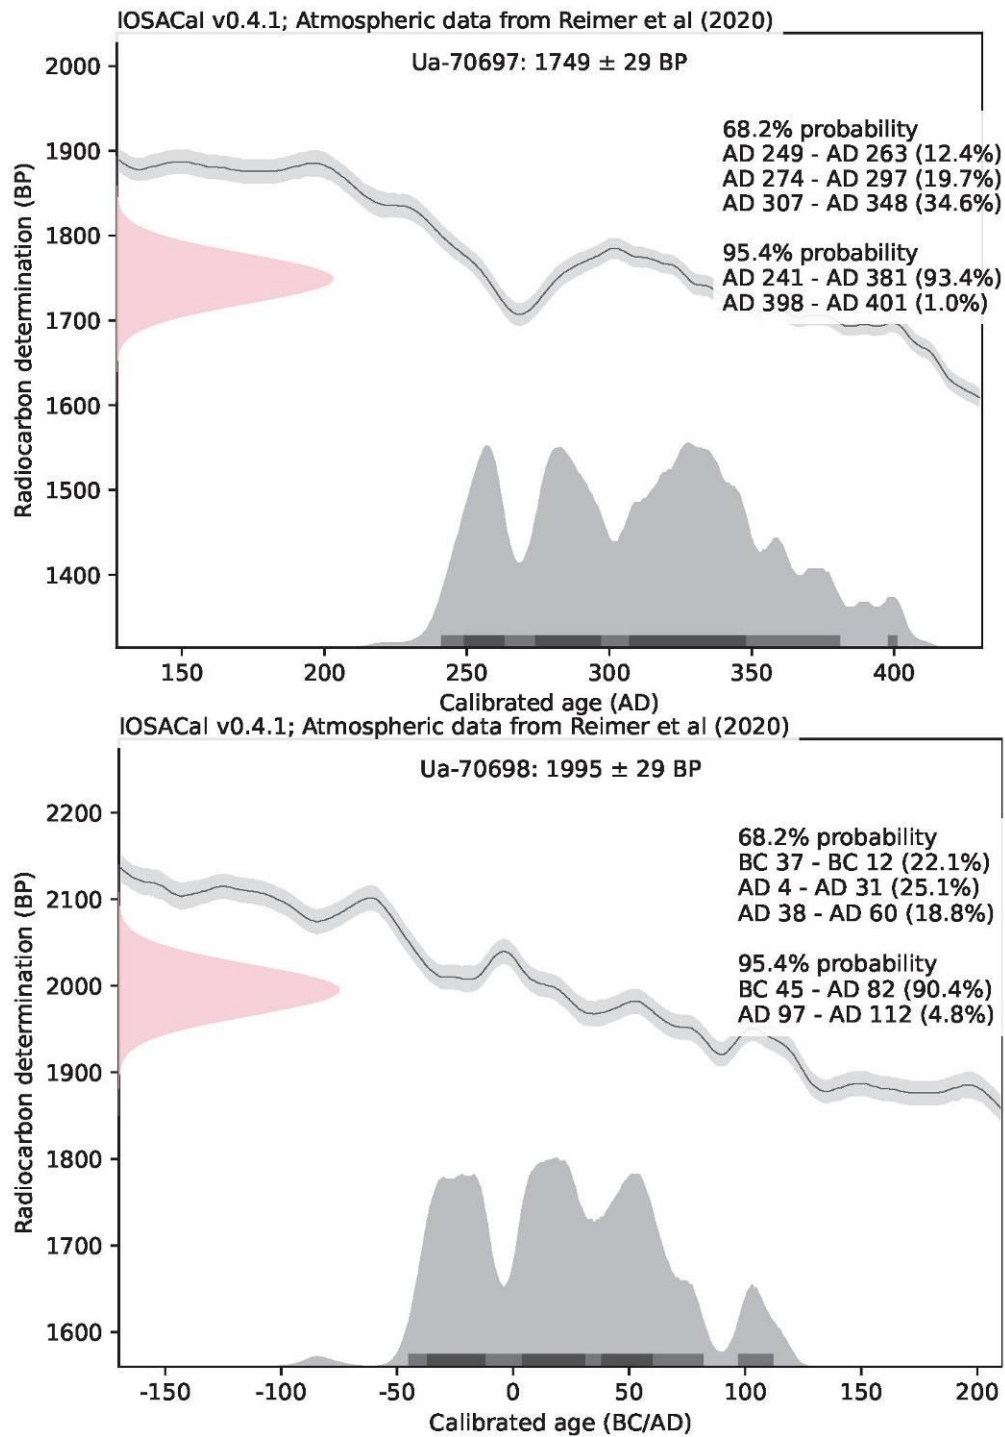 IOSACal v0.4.1; Atmospheric data from Reimer et al (2020)
Ua-70697: 1749 ± 29 BP
68.2% probability
AD 249 - AD 263 (12.4%)
AD 274 - AD 297 (19.7%)
AD 307 - AD 348 (34.6%)
95.4% probability
AD 241 - AD 381 (93.4%)
AD 398 - AD 401 (1.0%)
Radiocarbon determination (BP)
2000
1900
1800
1700
1600
1500
1400
150 200 250 300 350 400
Calibrated age (AD)
IOSACal v0.4.1; Atmospheric data from Reimer et al (2020)
Ua-70698: 1995 ± 29 BP
68.2% probability
BC 37 - BC 12 (22.1%)
AD 4 - AD 31 (25.1%)
AD 38 - AD 60 (18.8%)
95.4% probability
BC 45 - AD 82 (90.4%)
AD 97 - AD 112 (4.8%)
Radiocarbon determination (BP)
2200
2100
2000
1900
1800
1700
1600
-150 -100 -50 0 50 100 150 200
Calibrated age (BC/AD)